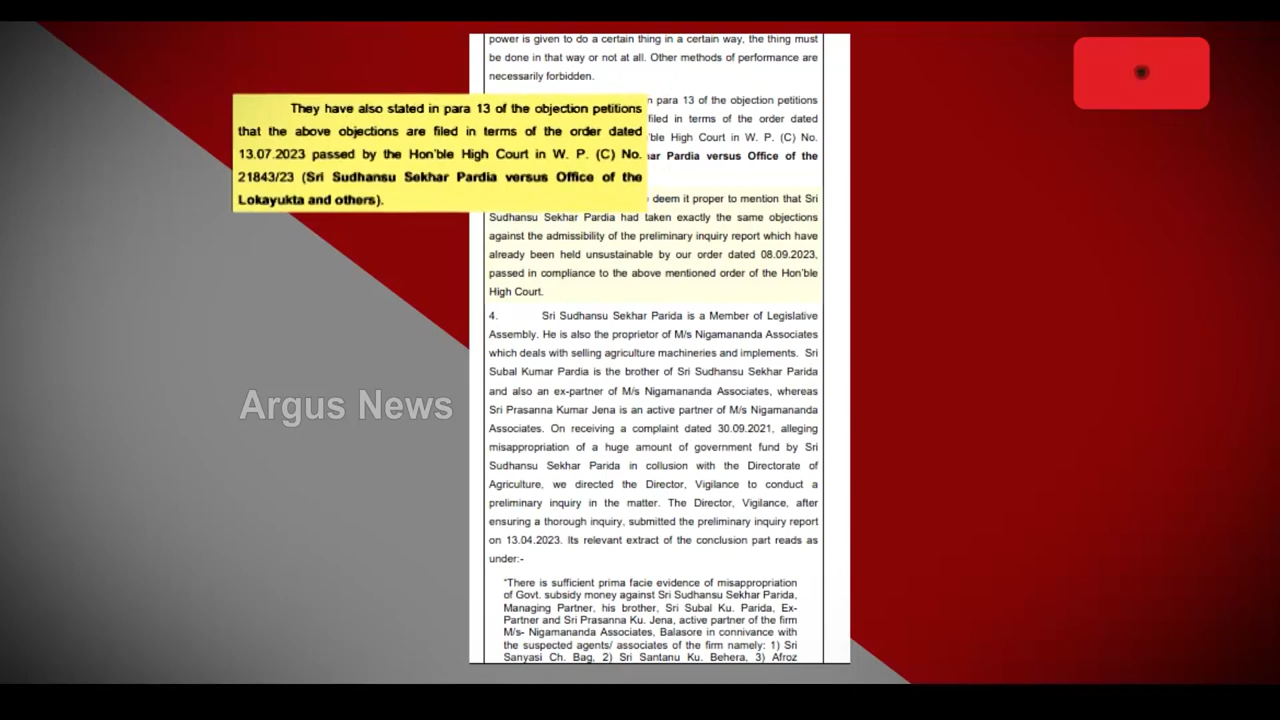 power is given to do a certain thing in a certain way, the thing must
be done in that way or not at all. Other methods of performance are
necessarily forbidden.
They have also stated in para 13 of the objection petitions
that the above objections are filed in terms of the order dated
13.07.2023 passed by the Hon'ble High Court in W. P. (C) No.
21843/23 (Sri Sudhansu Sekhar Pardia versus Office of the
Lokayukta and others).
n para 13 of the objection petitions
filed in terms of the order dated
'ble High Court in W. P. (C) No.
ar Pardia versus Office of the
deem it proper to mention that Sri
Sudhansu Sekhar Pardia had taken exactly the same objections
against the admissibility of the preliminary inquiry report which have
already been held unsustainable by our order dated 08.09.2023,
passed in compliance to the above mentioned order of the Hon'ble
High Court.
4. Sri Sudhansu Sekhar Parida is a Member of Legislative
Assembly. He is also the proprietor of M/s Nigamananda Associates
which deals with selling agriculture machineries and implements. Sri
Subal Kumar Pardia is the brother of Sri Sudhansu Sekhar Parida
and also an ex-partner of M/s Nigamananda Associates, whereas
Sri Prasanna Kumar Jena is an active partner of M/s Nigamananda
Associates. On receiving a complaint dated 30.09.2021, alleging
misappropriation of a huge amount of government fund by Sri
Sudhansu Sekhar Parida in collusion with the Directorate of
Agriculture, we directed the Director, Vigilance to conduct a
preliminary inquiry in the matter. The Director, Vigilance, after
ensuring a thorough inquiry, submitted the preliminary inquiry report
on 13.04.2023. Its relevant extract of the conclusion part reads as
under:-
"There is sufficient prima facie evidence of misappropriation
of Govt. subsidy money against Sri Sudhansu Sekhar Parida,
Managing Partner, his brother, Sri Subal Ku. Parida, Ex-
Partner and Sri Prasanna Ku. Jena, active partner of the firm
M/s- Nigamananda Associates, Balasore in connivance with
the suspected agents/ associates of the firm namely: 1) Sri
Sanyasi Ch. Bag, 2) Sri Santanu Ku. Behera, 3) Afroz
Argus News